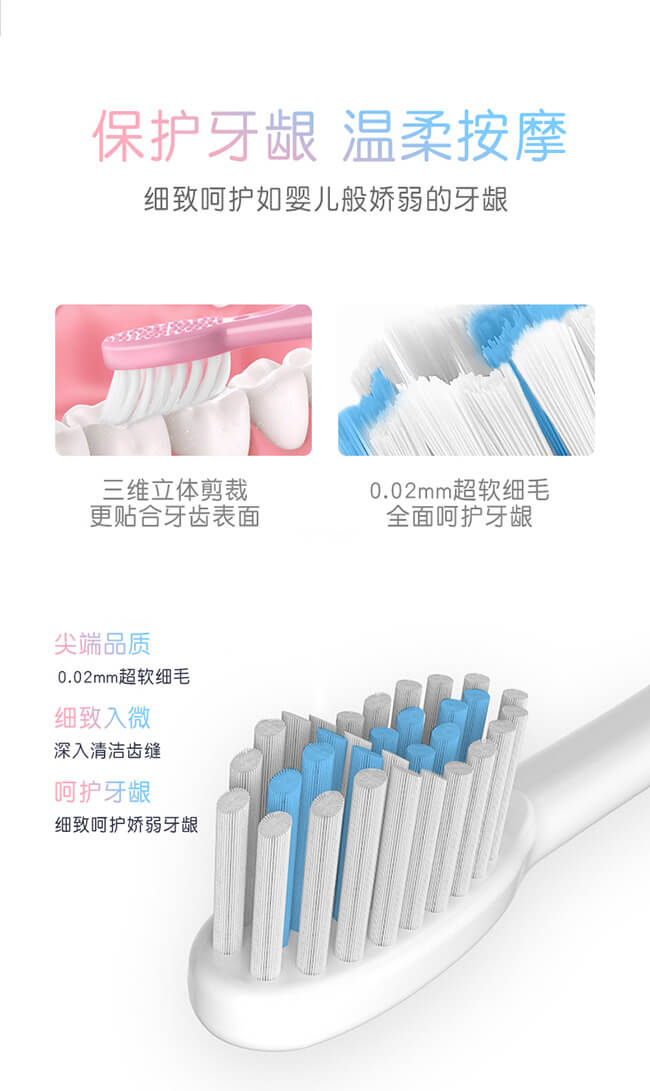 保护牙龈 温柔按摩
细致呵护如婴儿般娇弱的牙龈
三维立体剪裁
更贴合牙齿表面
0.02mm超软细毛
全面呵护牙龈
尖端品质
0.02mm超软细毛
细致入微
深入清洁齿缝
呵护牙龈
细致呵护娇弱牙龈